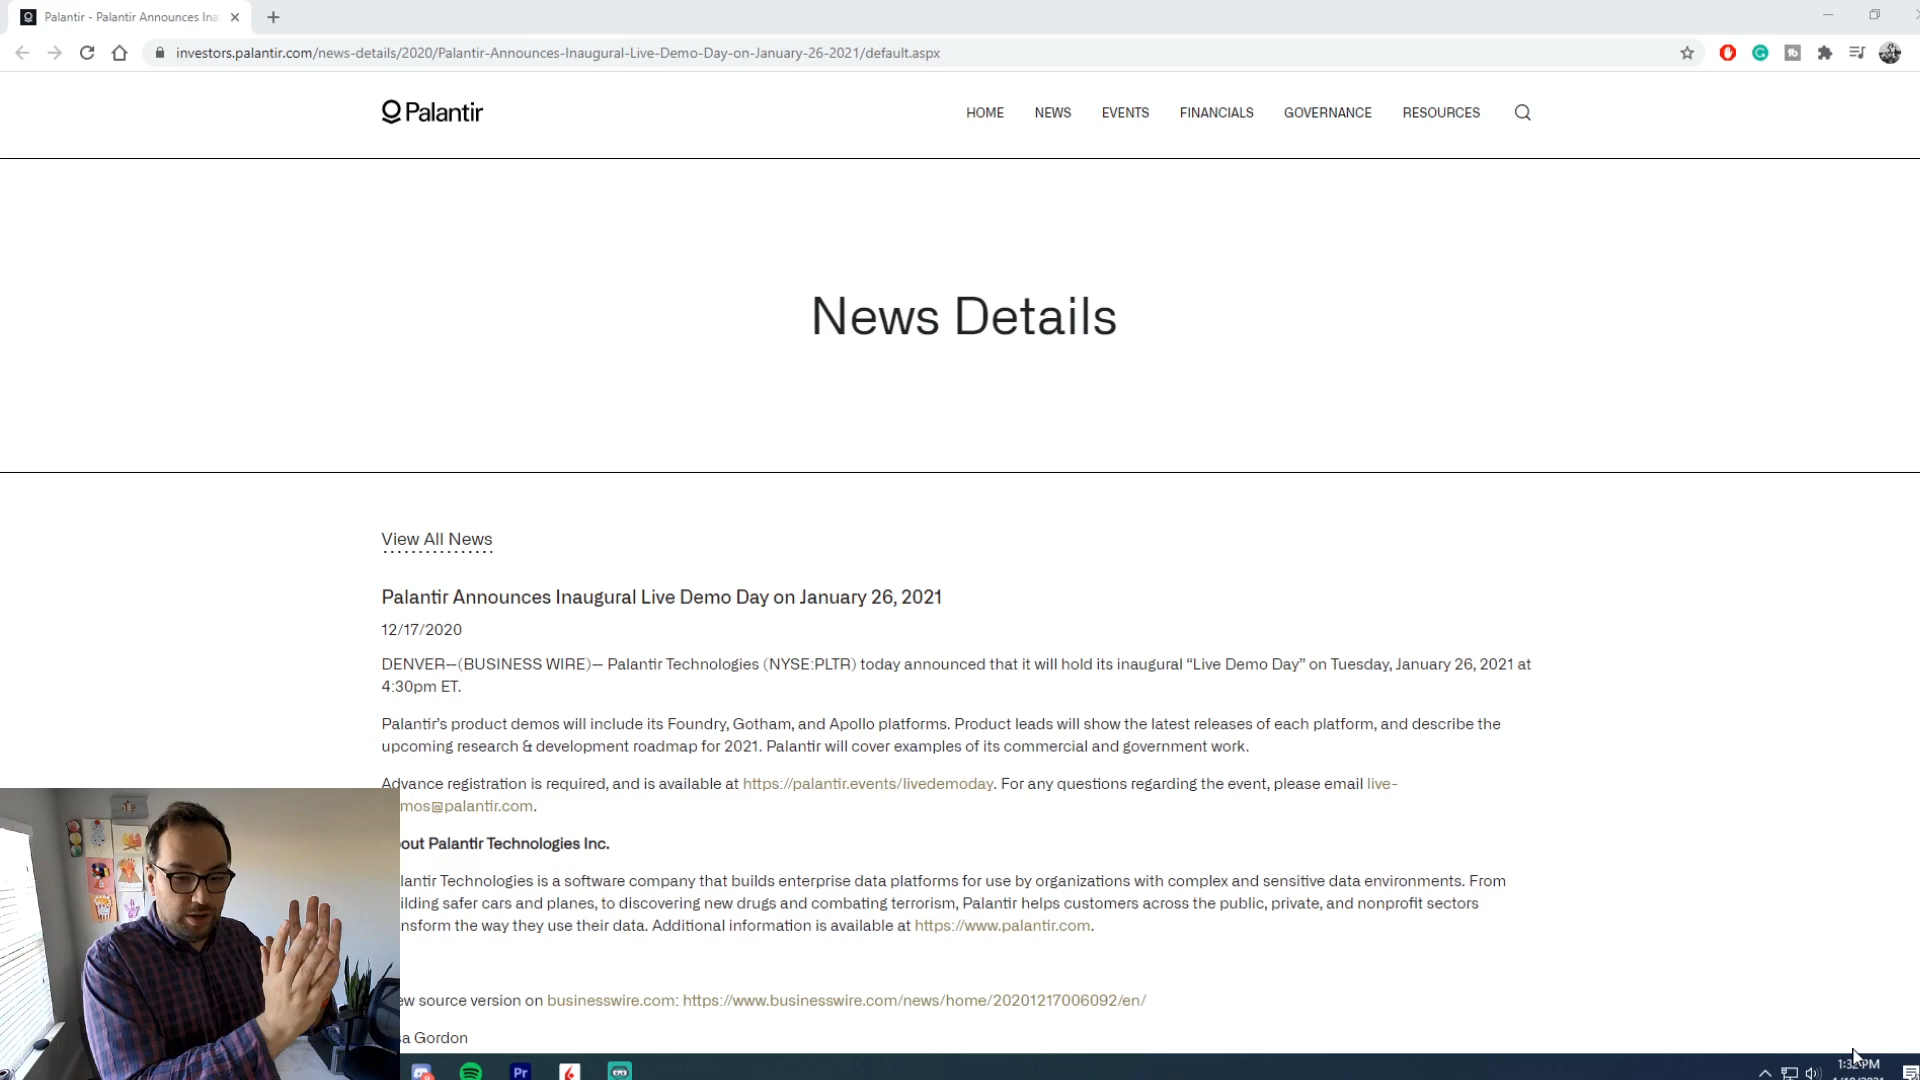 Palantir - Palantir Announces Ina
investors.palantir.com/news-details/2020/Palantir-Announces-Inaugural-Live-Demo-Day-on-January-26-2021/default.aspx
Palantir
HOME NEWS EVENTS FINANCIALS GOVERNANCE RESOURCES
News Details
View All News
Palantir Announces Inaugural Live Demo Day on January 26, 2021
12/17/2020
DENVER—(BUSINESS WIRE)— Palantir Technologies (NYSE:PLTR) today announced that it will hold its inaugural “Live Demo Day” on Tuesday, January 26, 2021 at
4:30pm ET.
Palantir’s product demos will include its Foundry, Gotham, and Apollo platforms. Product leads will show the latest releases of each platform, and describe the
upcoming research & development roadmap for 2021. Palantir will cover examples of its commercial and government work.
Advance registration is required, and is available at https://palantir.events/livedemoday. For any questions regarding the event, please email live-
mos@palantir.com.
out Palantir Technologies Inc.
lantir Technologies is a software company that builds enterprise data platforms for use by organizations with complex and sensitive data environments. From
ilding safer cars and planes, to discovering new drugs and combating terrorism, Palantir helps customers across the public, private, and nonprofit sectors
nsform the way they use their data. Additional information is available at https://www.palantir.com.
ew source version on businesswire.com: https://www.businesswire.com/news/home/20201217006092/en/
sa Gordon
Pr